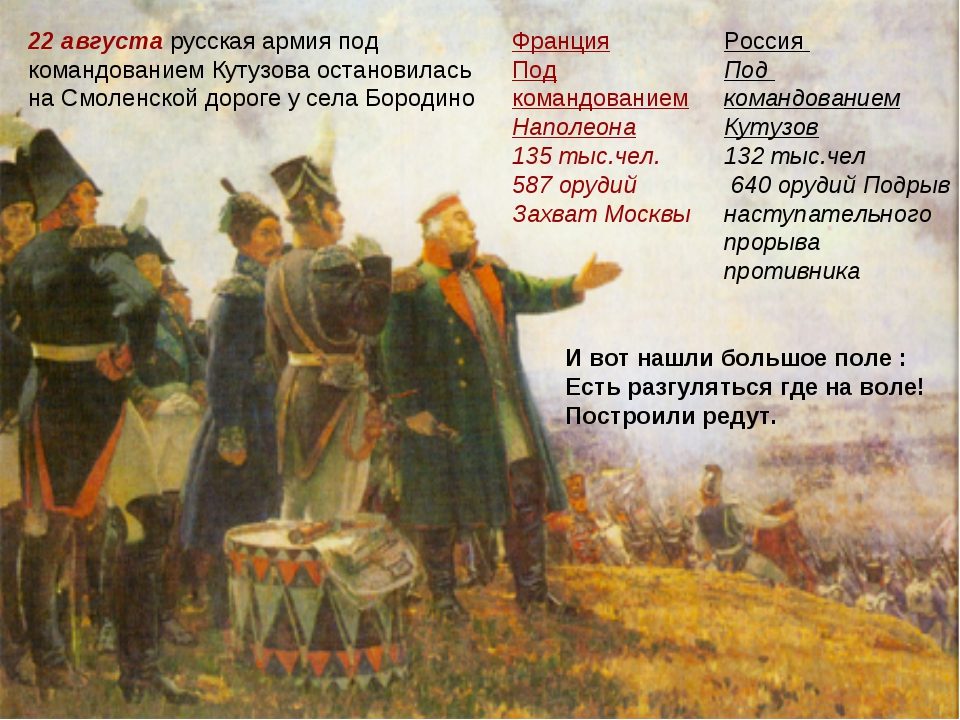 22 августа русская армия под
командованием Кутузова остановилась
на Смоленской дороге у села Бородино
Франция
Под
командованием
Наполеона
135 тыс.чел.
587 орудий
Захват Москвы
Россия
Под
командованием
Кутузов
132 тыс.чел
640 орудий Подрыв
наступательного
прорыва
противника
И вот нашли большое поле :
Есть разгуляться где на воле!
Построили редут.